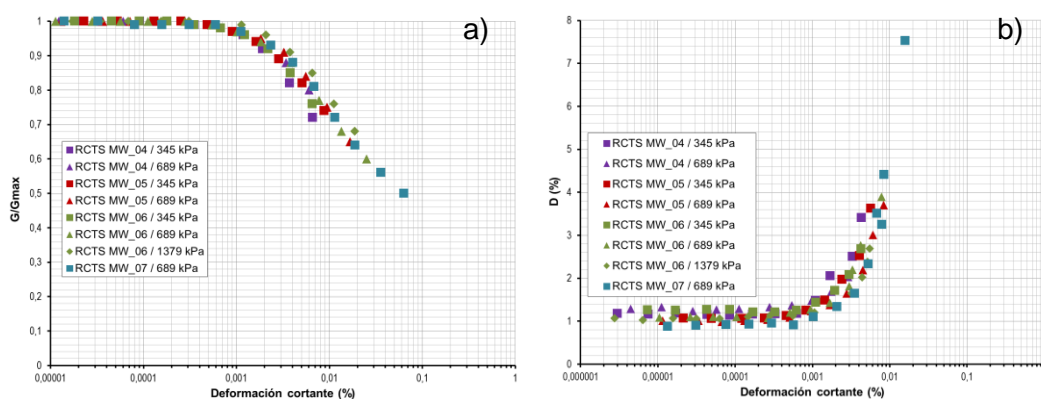 a)
1
0,9
0,8
0,7
0,6
0,5
0,4
0,3
0,2
0,1
0
G/Gmax
RCTS MW_04 / 345 kPa
RCTS MW_04 / 689 kPa
RCTS MW_05 / 345 kPa
RCTS MW_05 / 689 kPa
RCTS MW_06 / 345 kPa
RCTS MW_06 / 689 kPa
RCTS MW_06 / 1379 kPa
RCTS MW_07 / 689 kPa
0,00001 0,0001 0,001 0,01 0,1 1
Deformación cortante (%)
b)
8
7
6
5
4
3
2
1
0
D (%)
RCTS MW_04 / 345 kPa
RCTS MW_04 / 689 kPa
RCTS MW_05 / 345 kPa
RCTS MW_05 / 689 kPa
RCTS MW_06 / 345 kPa
RCTS MW_06 / 689 kPa
RCTS MW_06 / 1379 kPa
RCTS MW_07 / 689 kPa
0,000001 0,00001 0,0001 0,001 0,01 0,1 1
Deformación cortante (%)